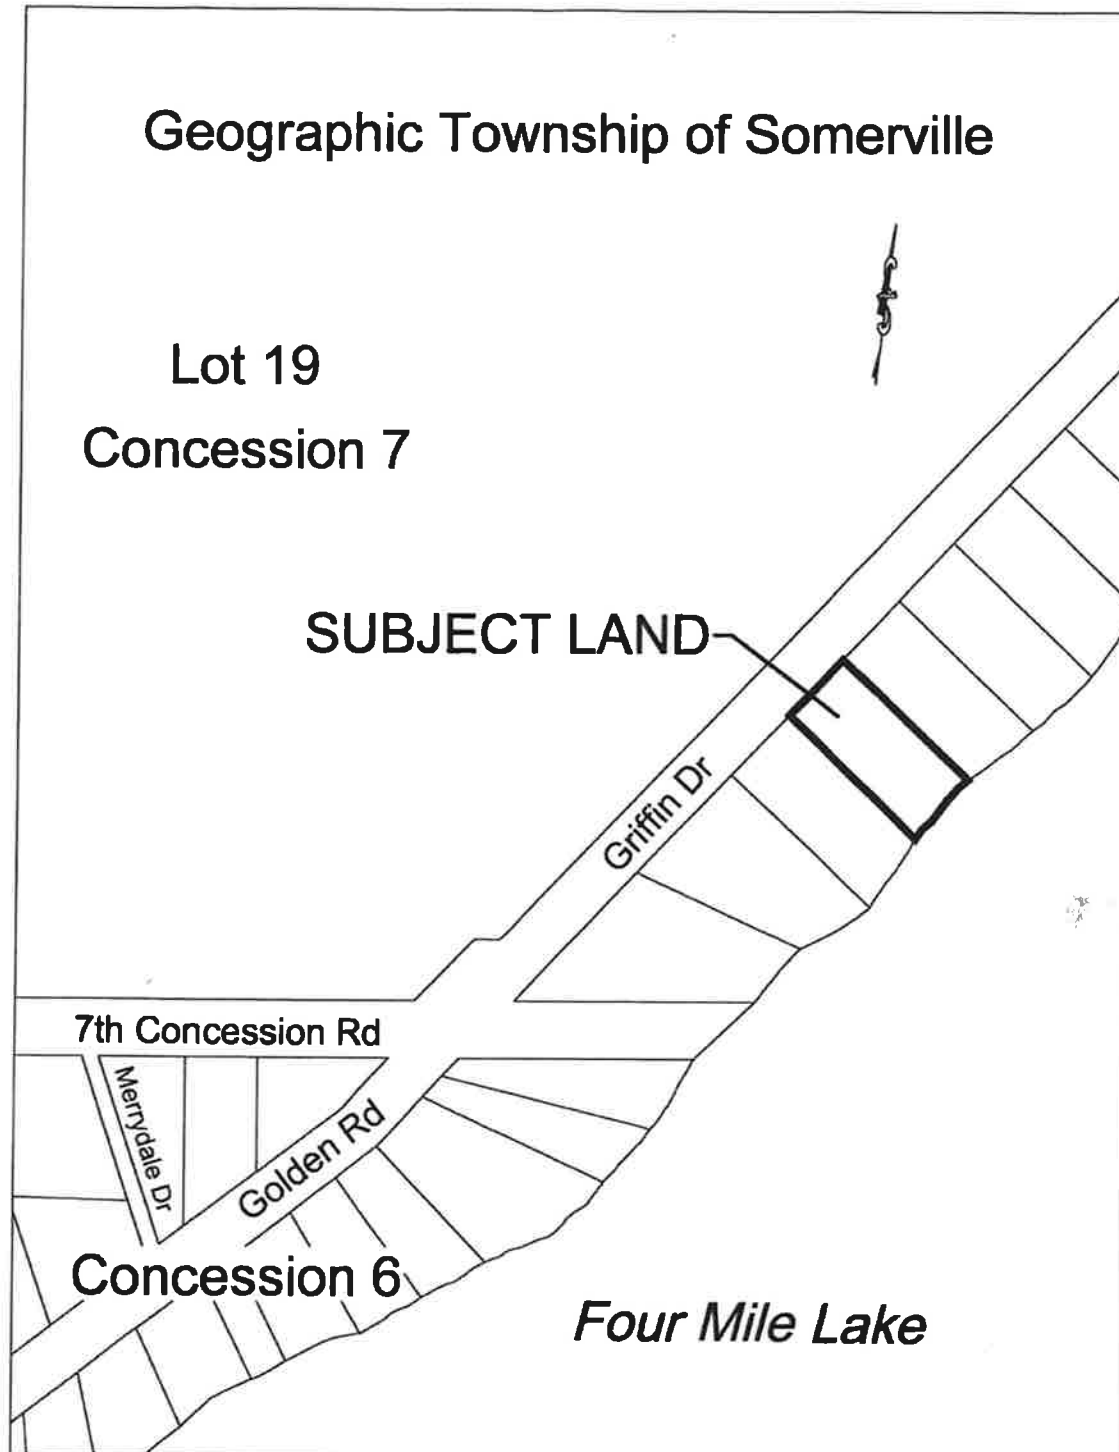 Geographic Township of Somerville
Lot 19
Concession 7
SUBJECT LAND
Griffin Dr
7th Concession Rd
Merrydale Dr
Golden Rd
Concession 6
Four Mile Lake